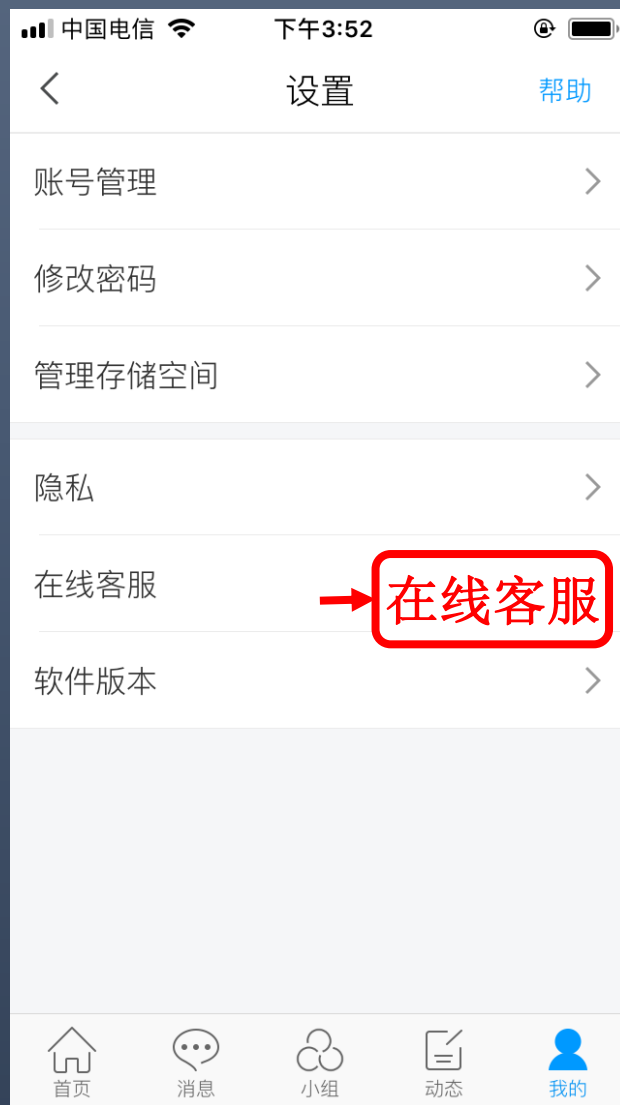 中国电信 下午3:52
设置 帮助
账号管理
修改密码
管理存储空间
隐私
在线客服 在线客服
软件版本
首页 消息 小组 动态 我的